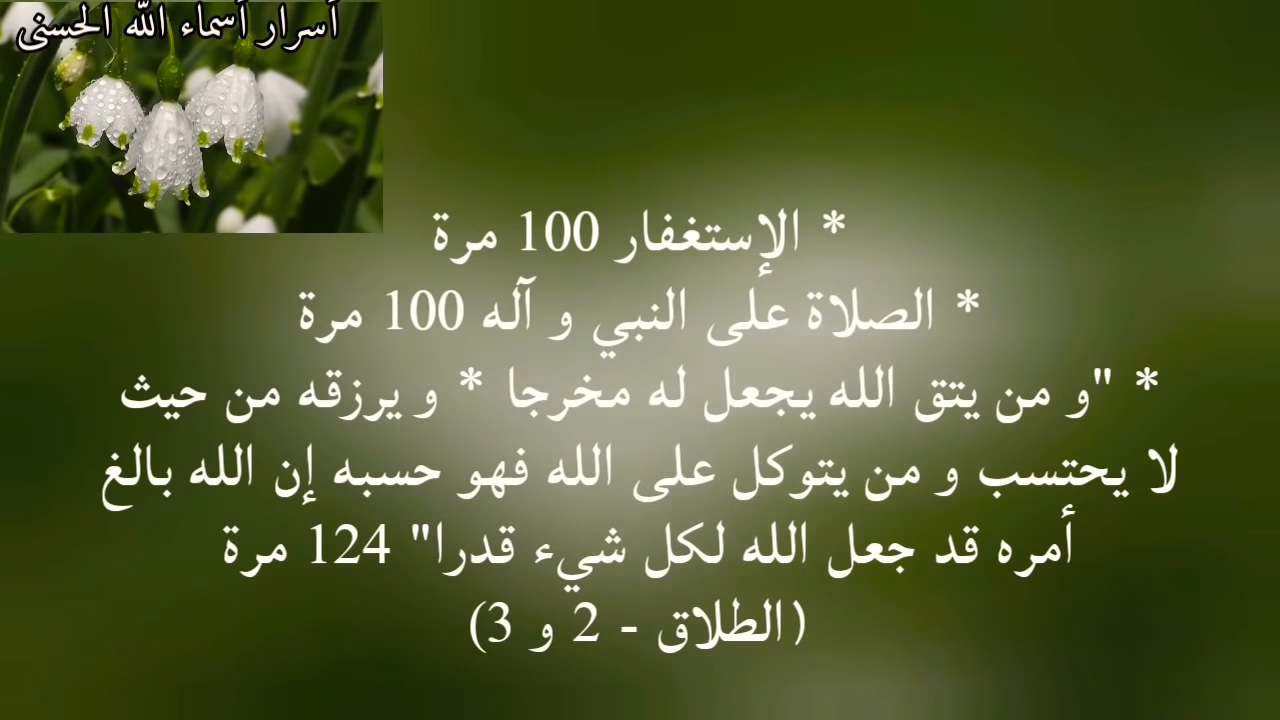 أسرار أسماء الله الحسنى
* الإستغفار 100 مرة
* الصلاة على النبي و آله 100 مرة
* "و من يتق الله يجعل له مخرجا * و يرزقه من حيث
لا يحتسب و من يتوكل على الله فهو حسبه إن الله بالغ
أمره قد جعل الله لكل شيء قدرا" 124 مرة
(الطلاق - 2 و 3)